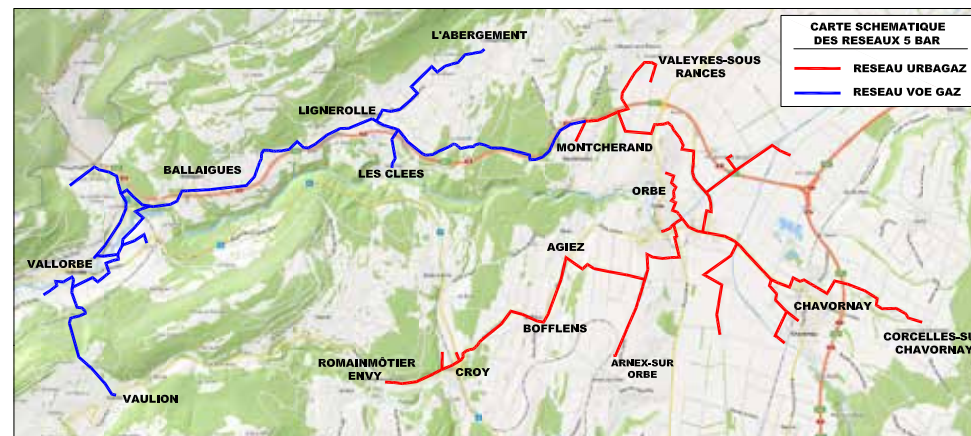 CARTE SCHEMATIQUE
DES RESEAUX 5 BAR
RESEAU URBAGAZ
RESEAU VOE GAZ
L'ABERGEMENT
VALEYRES-SOUS
RANCES
LIGNEROLLE
MONTCHERAND
BALLAIGUES
LES CLEES
ORBE
AGIEZ
VALLORBE
CHAVORNAY
BOFFLENS
CORCELLES-SU
CHAVORNAY
ROMAINMÔTIER
ENVY
CROY
ARNEX-SUR
ORBE
VAULION